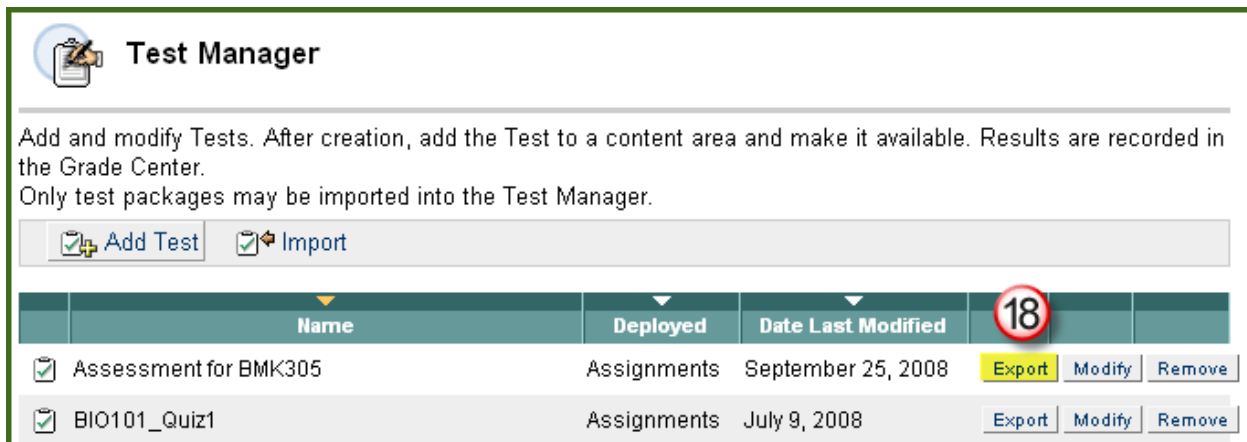 Test Manager
Add and modify Tests. After creation, add the Test to a content area and make it available. Results are recorded in
the Grade Center.
Only test packages may be imported into the Test Manager.
Add Test Import
18
Name Deployed Date Last Modified
Assessment for BMK305 Assignments September 25, 2008 Export Modify Remove
BIO101_Quiz1 Assignments July 9, 2008 Export Modify Remove